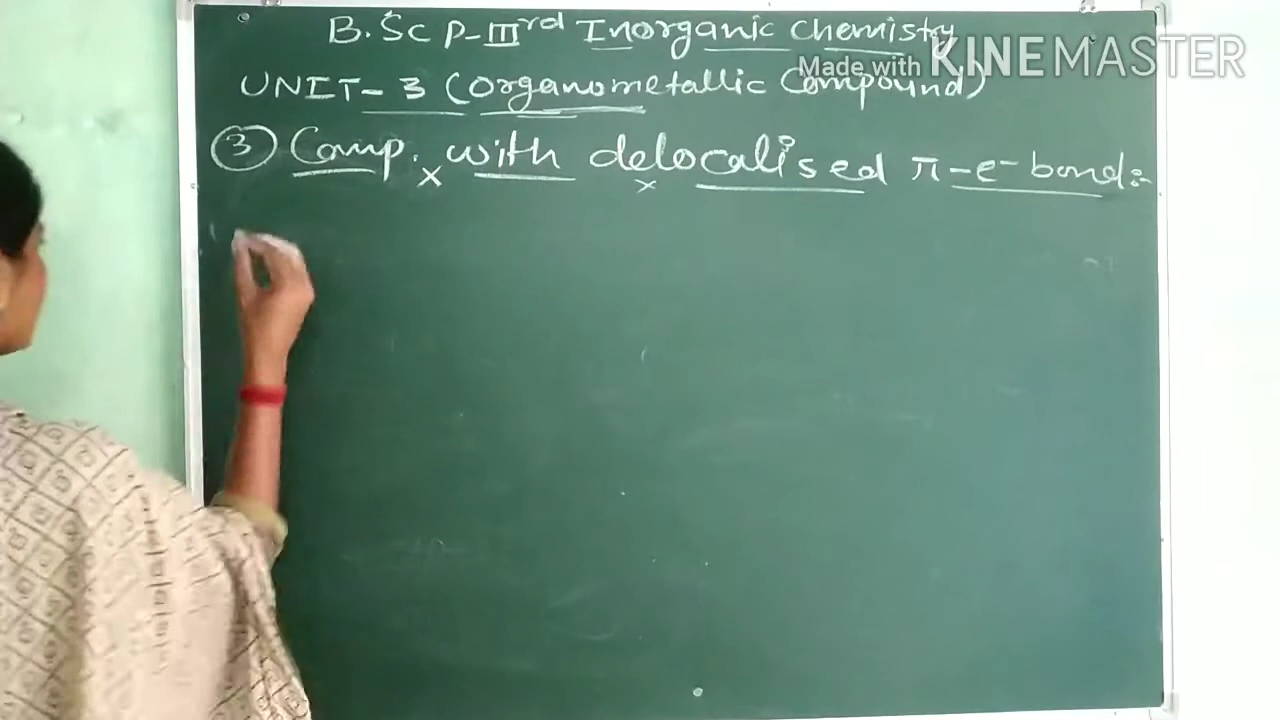 B.Sc P-III rd Inorganic Chemistry
Made with KINEMASTER
UNIT-3 (Organometallic Compound)
③ Comp. with delocalised π-e⁻ bond:-